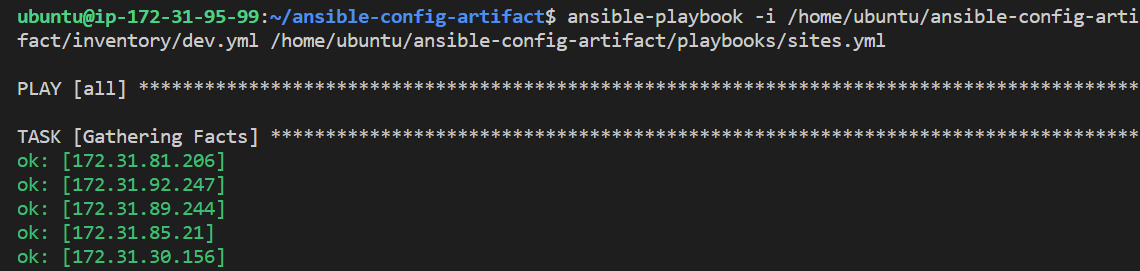 ubuntu@ip-172-31-95-99:~/ansible-config-artifact$ ansible-playbook -i /home/ubuntu/ansible-config-arti
fact/inventory/dev.yml /home/ubuntu/ansible-config-artifact/playbooks/sites.yml
PLAY [all] *******************************************************************************************
TASK [Gathering Facts] *******************************************************************************
ok: [172.31.81.206]
ok: [172.31.92.247]
ok: [172.31.89.244]
ok: [172.31.85.21]
ok: [172.31.30.156]